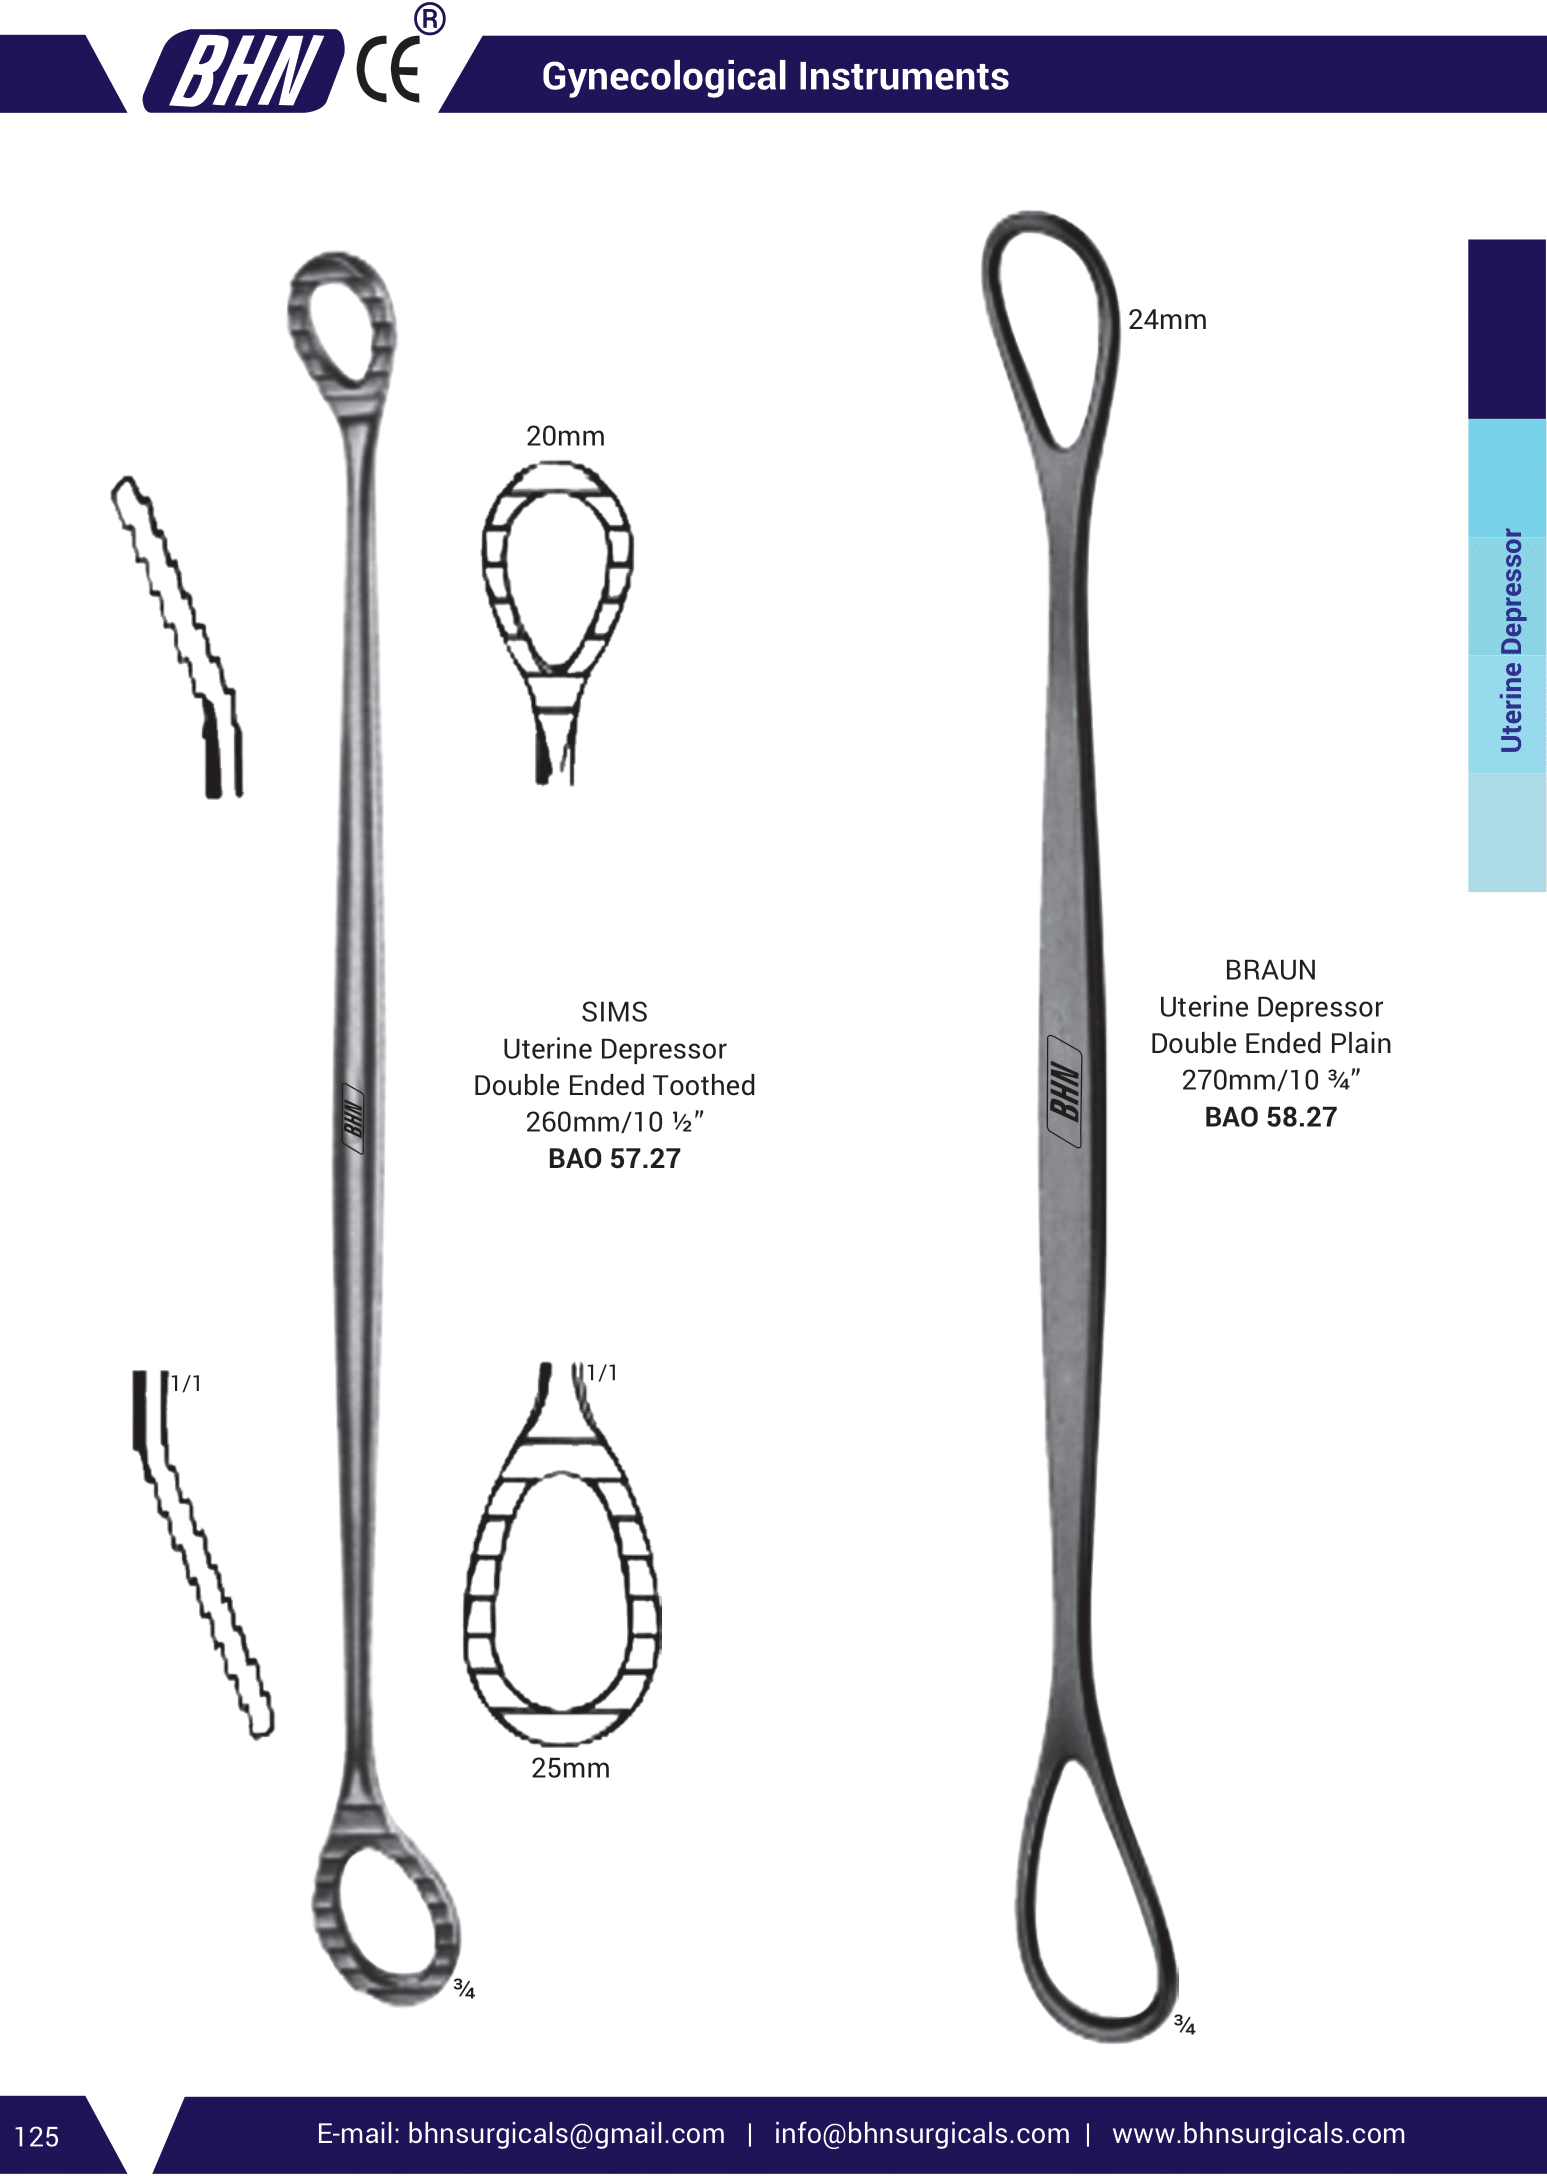 BHN CE ®
Gynecological Instruments
24mm
20mm
Uterine Depressor
BRAUN
Uterine Depressor
Double Ended Plain
270mm/10 ¾”
BAO 58.27
SIMS
Uterine Depressor
Double Ended Toothed
260mm/10 ½”
BAO 57.27
BHN
BHN
1/1
1/1
25mm
¾
¾
125
E-mail: bhnsurgicals@gmail.com | info@bhnsurgicals.com | www.bhnsurgicals.com